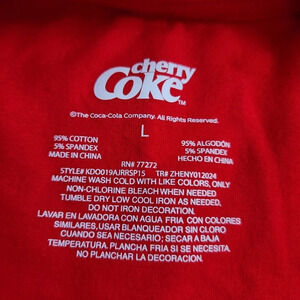 cherry
Coke™
©The Coca-Cola Company. All Rights Reserved.
L
95% COTTON
5% SPANDEX
MADE IN CHINA
95% ALGODÓN
5% SPANDEX
HECHO EN CHINA
RN# 77272
STYLE# KDO019AJRRSP15 TR# ZHENY012024
MACHINE WASH COLD WITH LIKE COLORS, ONLY
NON-CHLORINE BLEACH WHEN NEEDED
TUMBLE DRY LOW COOL IRON AS NEEDED,
DO NOT IRON DECORATION.
LAVAR EN LAVADORA CON AGUA FRIA CON COLORES
SIMILARES, USAR BLANQUEADOR SIN CLORO
CUANDO SEA NECESARIO; SECAR A BAJA
TEMPERATURA. PLANCHA FRIA SI SE NECESITA
NO PLANCHAR LA DECORACION.